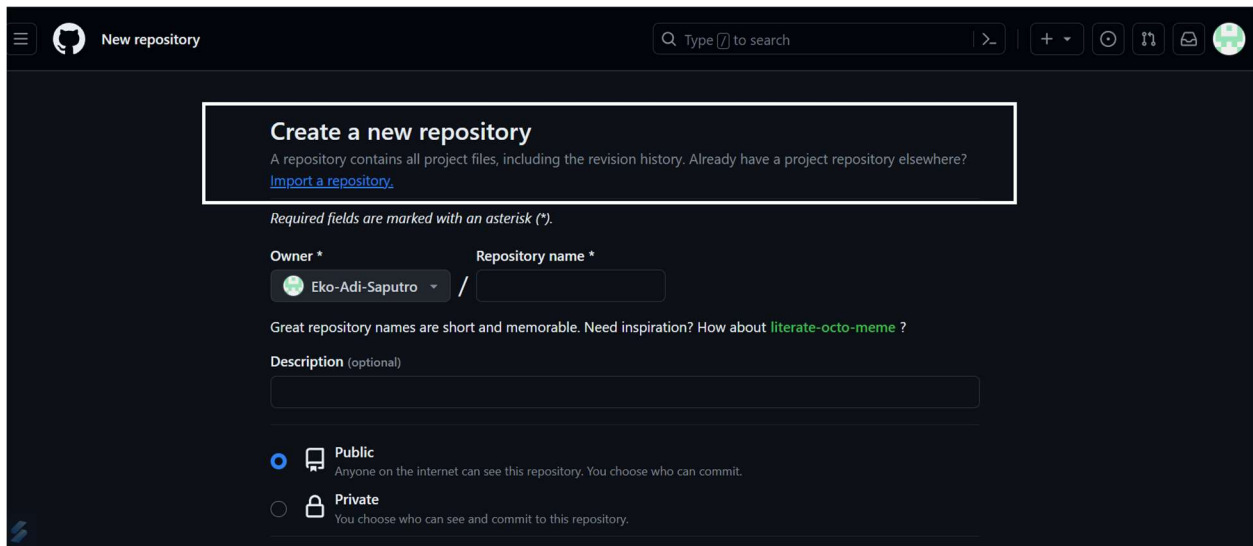 New repository
Type / to search
Create a new repository
A repository contains all project files, including the revision history. Already have a project repository elsewhere?
Import a repository.
Required fields are marked with an asterisk (*).
Owner * Repository name *
Eko-Adi-Saputro /
Great repository names are short and memorable. Need inspiration? How about literate-octo-meme ?
Description (optional)
Public
Anyone on the internet can see this repository. You choose who can commit.
Private
You choose who can see and commit to this repository.